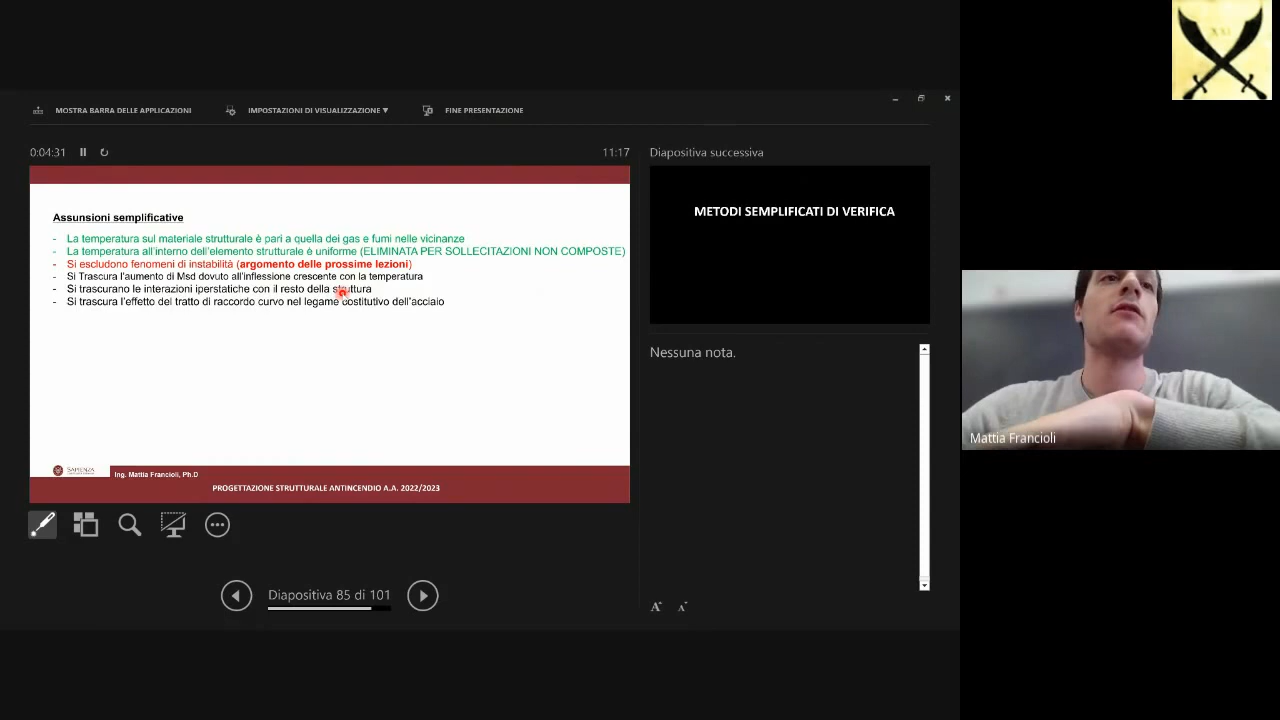 XXI
MOSTRA BARRA DELLE APPLICAZIONI
IMPOSTAZIONI DI VISUALIZZAZIONE ▼
FINE PRESENTAZIONE
0:04:31
11:17
Diapositiva successiva
Assunsioni semplificative
- La temperatura sul materiale strutturale è pari a quella dei gas e fumi nelle vicinanze
- La temperatura all'interno dell'elemento strutturale è uniforme (ELIMINATA PER SOLLECITAZIONI NON COMPOSTE)
- Si escludono fenomeni di instabilità (argomento delle prossime lezioni)
- Si Trascura l'aumento di Msd dovuto all'inflessione crescente con la temperatura
- Si trascurano le interazioni iperstatiche con il resto della struttura
- Si trascura l'effetto del tratto di raccordo curvo nel legame costitutivo dell'acciaio
SAPIENZA
Ing. Mattia Francioli, Ph.D
PROGETTAZIONE STRUTTURALE ANTINCENDIO A.A. 2022/2023
METODI SEMPLIFICATI DI VERIFICA
Nessuna nota.
Diapositiva 85 di 101
A A
Mattia Francioli